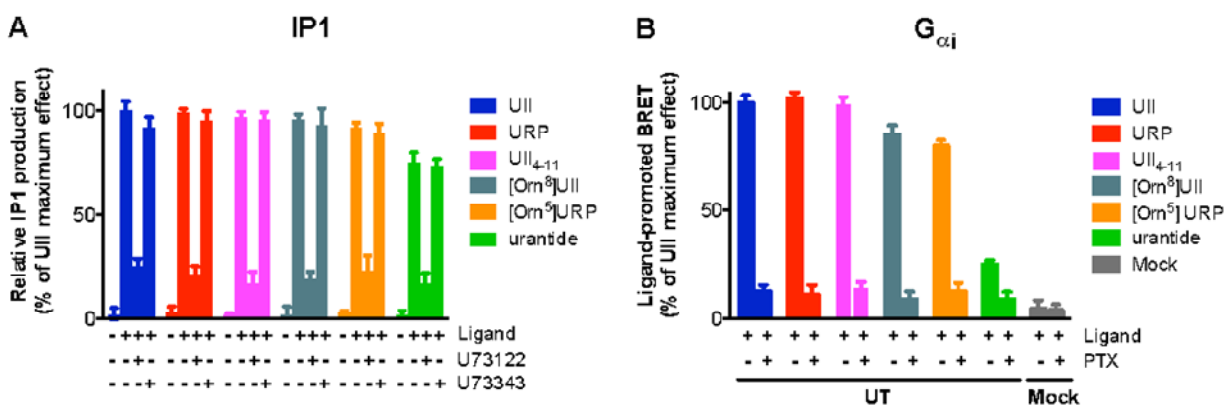 A
IP1
Relative IP1 production
(% of UII maximum effect)
100
50
0
UII
URP
UII4-11
[Orn8]UII
[Orn5]URP
urantide
- + + + - + + + - + + + - + + + - + + + - + + + Ligand
- - + - - - + - - - + - - - + - - - + - - - + - U73122
- - - + - - - + - - - + - - - + - - - + - - - + U73343
B
Gαi
Ligand-promoted BRET
(% of UII maximum effect)
100
50
0
UII
URP
UII4-11
[Orn8]UII
[Orn5] URP
urantide
Mock
+ + + + + + + + + + + + + + Ligand
- + - + - + - + - + - + - + PTX
UT
Mock